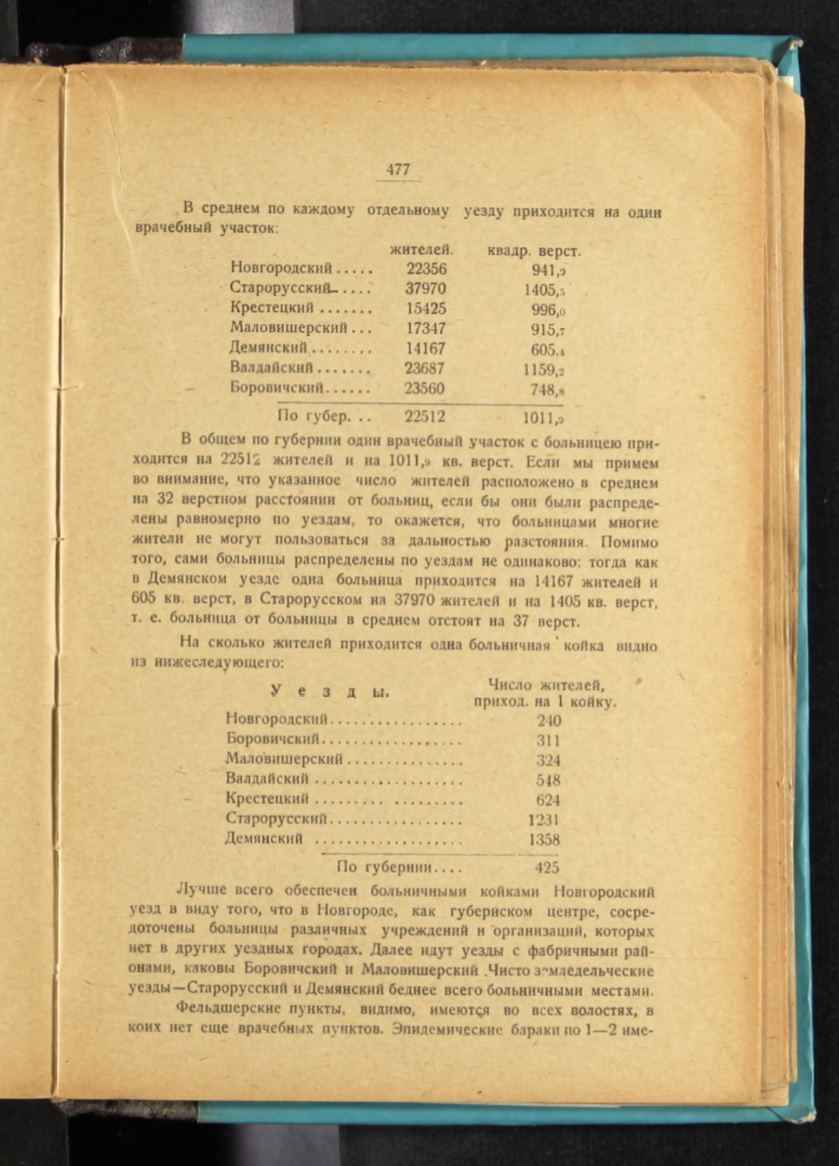 477
В среднем по каждому отдельному уезду приходится на один
врачебный участок:
жителей. квадр. верст.
Новгородский ..... 22356 941,9
Старорусский..... 37970 1405,5
Крестецкий ....... 15425 996,0
Маловишерский ... 17347 915,7
Демянский........ 14167 605.4
Валдайский ....... 23687 1159,2
Боровичский...... 23560 748,8
По губер. .. 22512 1011,9
В общем по губернии один врачебный участок с больницею при-
ходится на 22512 жителей и на 1011,9 кв. верст. Если мы примем
во внимание, что указанное число жителей расположено в среднем
на 32 верстном расстоянии от больниц, если бы они были распреде-
лены равномерно по уездам, то окажется, что больницами многие
жители не могут пользоваться за дальностью разстояния. Помимо
того, сами больницы распределены по уездам не одинаково: тогда как
в Демянском уезде одна больница приходится на 14167 жителей и
605 кв. верст, в Старорусском на 37970 жителей и на 1405 кв. верст,
т. е. больница от больницы в среднем отстоят на 37 верст.
На сколько жителей приходится одна больничная койка видно
из нижеследующего:
Уезды. Число жителей,
приход. на 1 койку.
Новгородский................. 240
Боровичский.................. 311
Маловишерский ............... 324
Валдайский ................... 548
Крестецкий ........ ......... 624
Старорусский................. 1231
Демянский ................... 1358
По губернии.... 425
Лучше всего обеспечен больничными койками Новгородский
уезд в виду того, что в Новгороде, как губернском центре, сосре-
доточены больницы различных учреждений и организаций, которых
нет в других уездных городах. Далее идут уезды с фабричными рай-
онами, каковы Боровичский и Маловишерский .Чисто земледельческие
уезды—Старорусский и Демянский беднее всего больничными местами.
Фельдшерские пункты, видимо, имеются во всех волостях, в
коих нет еще врачебных пунктов. Эпидемические бараки по 1—2 име-